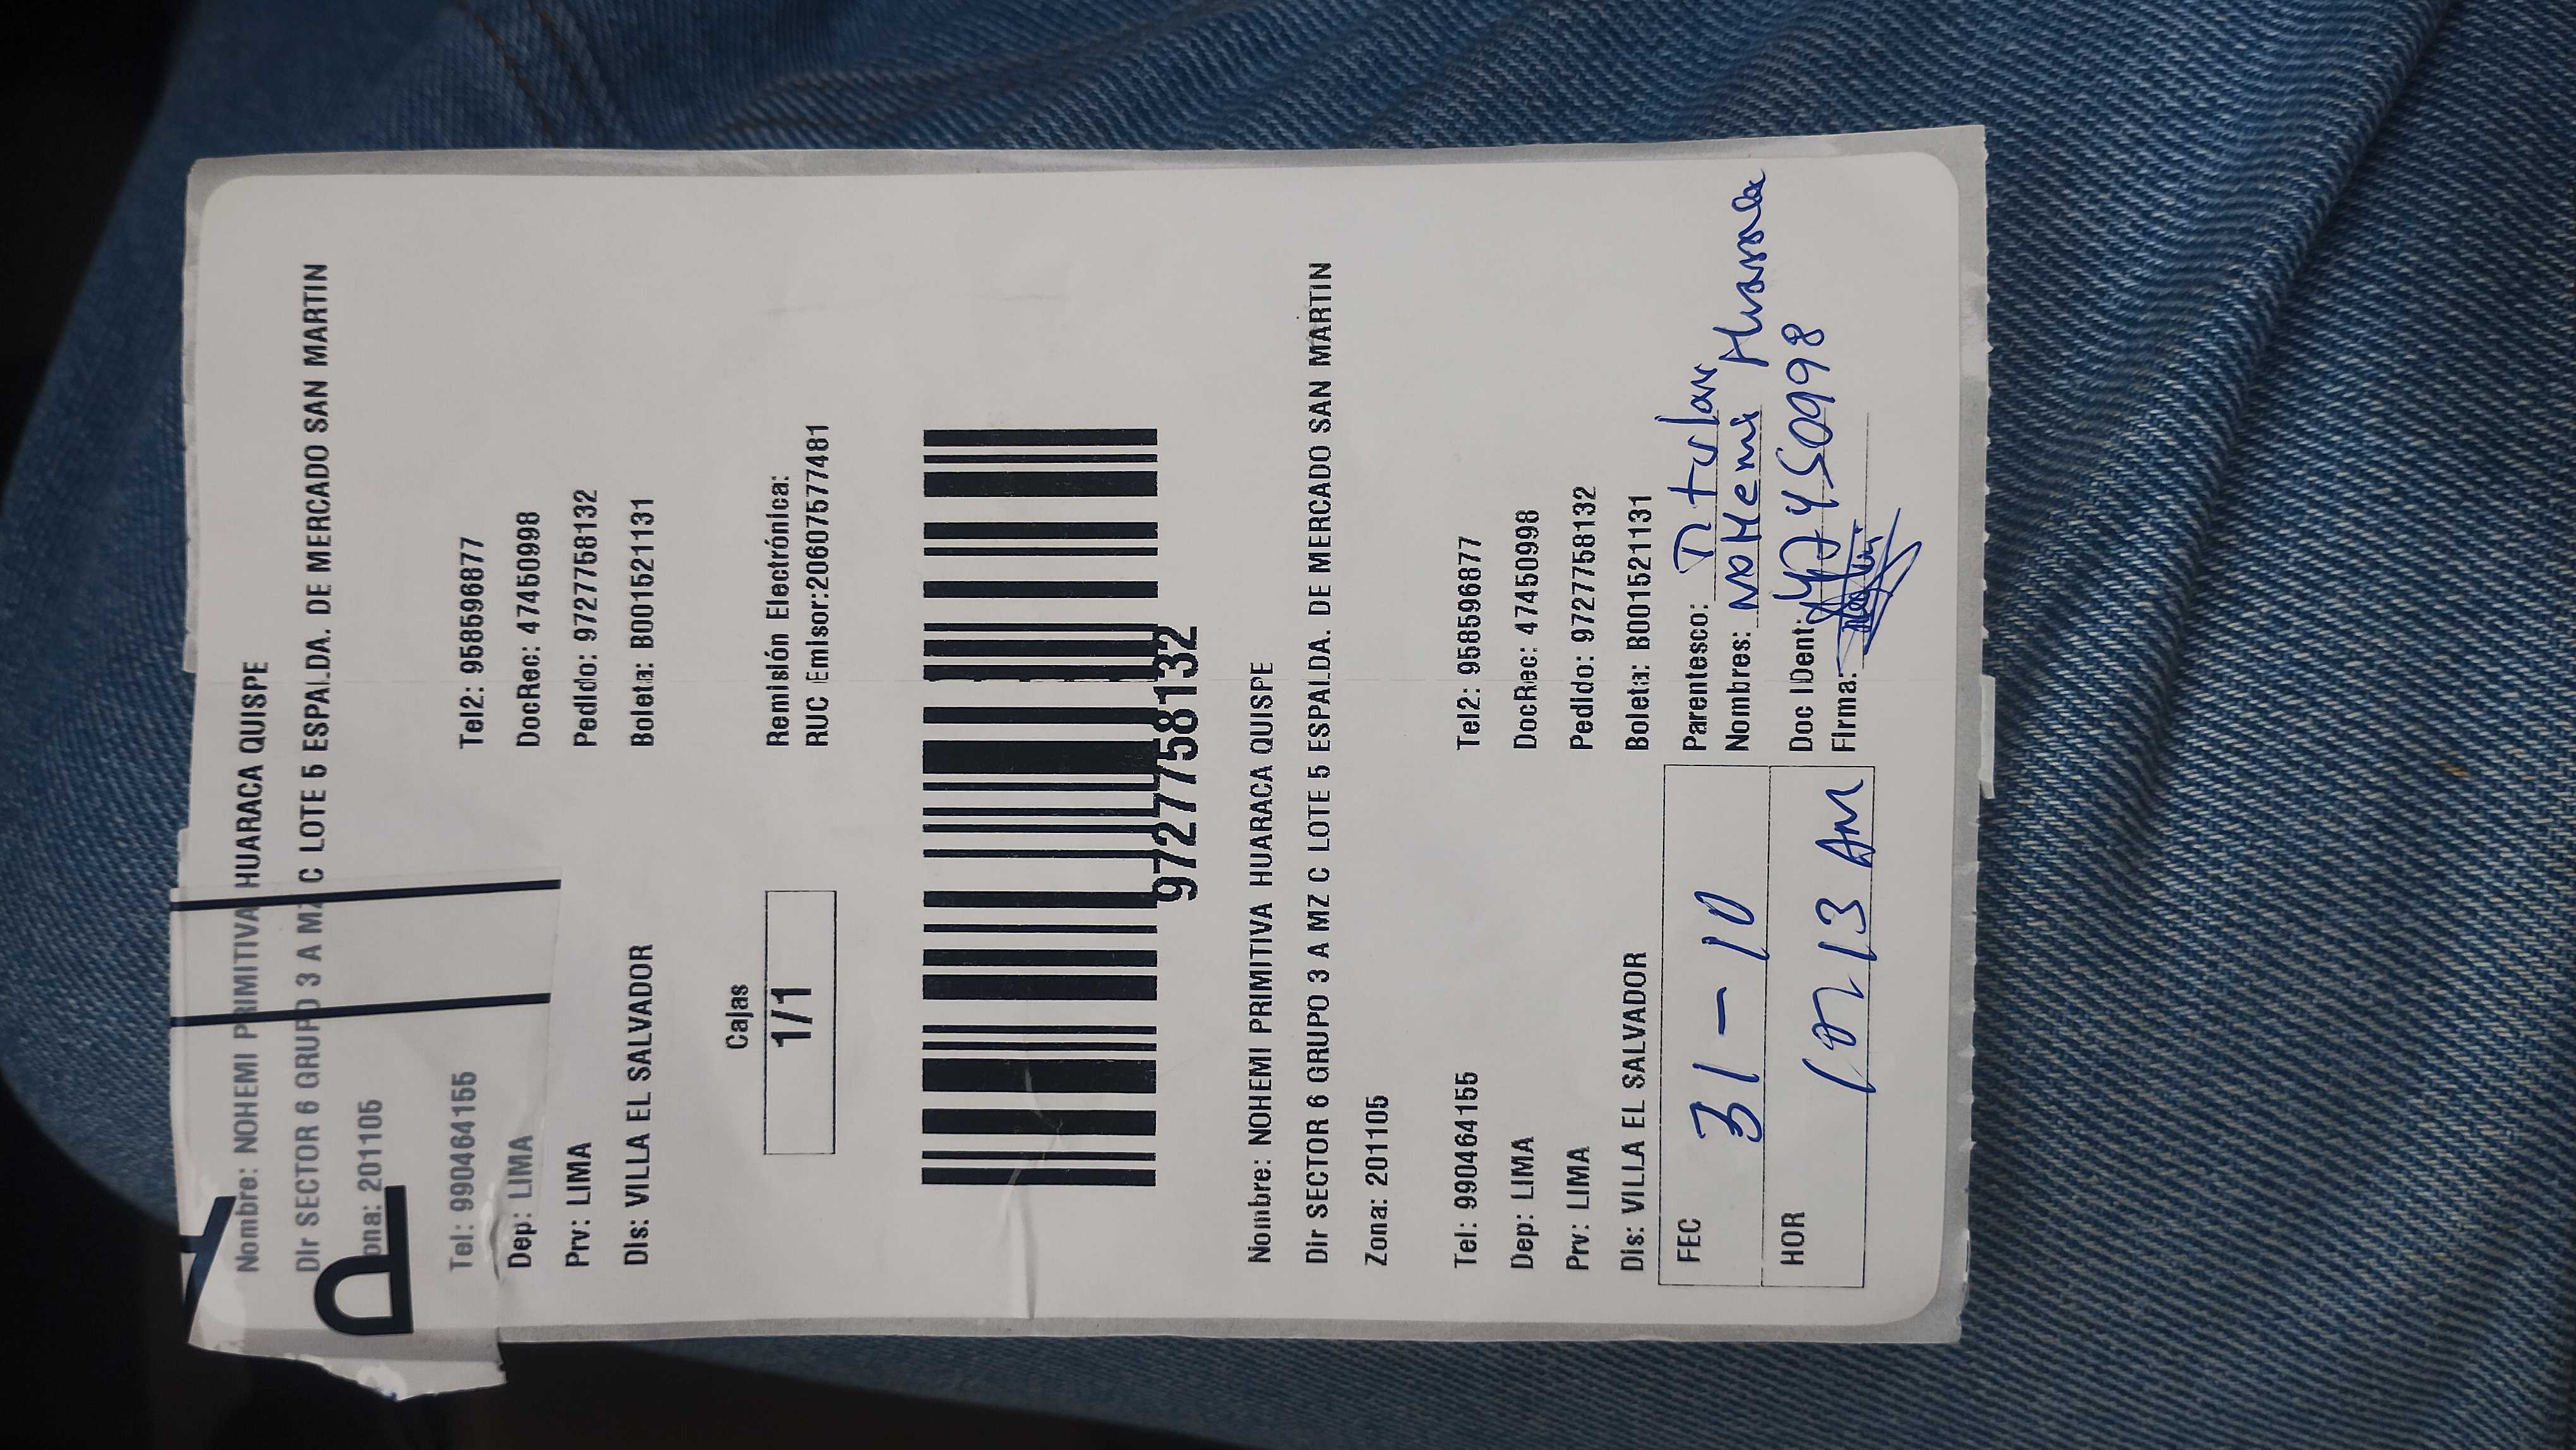 Nombre: NOHEMI PRIMITIVA HUARACA QUISPE
Dir SECTOR 6 GRUPO 3 A MZ C LOTE 5 ESPALDA. DE MERCADO SAN MARTIN
ona: 201105
Tel: 990464155 Tel2: 958596877
Dep: LIMA DocRec: 47450998
Prv: LIMA Pedido: 9727758132
Dis: VILLA EL SALVADOR Boleta: B001521131
Cajas
1/1
Remisión Electrónica:
RUC Emisor:20607577481
9727758132
Nombre: NOHEMI PRIMITIVA HUARACA QUISPE
Dir SECTOR 6 GRUPO 3 A MZ C LOTE 5 ESPALDA. DE MERCADO SAN MARTIN
Zona: 201105
Tel: 990464155 Tel2: 958596877
Dep: LIMA DocRec: 47450998
Prv: LIMA Pedido: 9727758132
Dis: VILLA EL SALVADOR Boleta: B001521131
FEC 31-10 Parentesco: Titular
Nombres: NoHemi Huaraca
HOR 13 AM Doc IDent: 47450998
Firma: